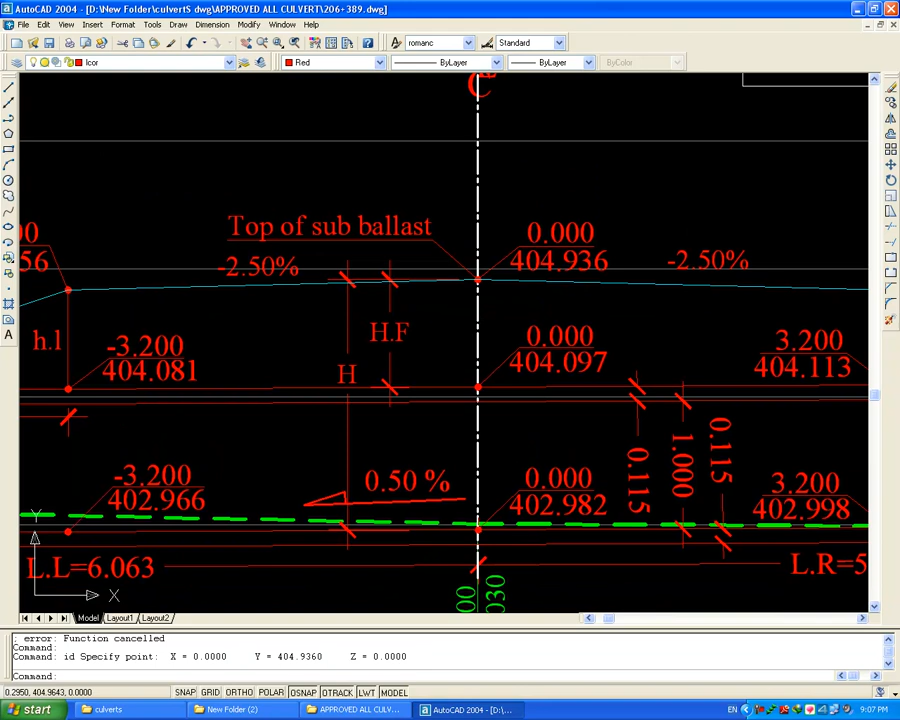 AutoCAD 2004 - [D:\New Folder\culvertS dwg\APPROVED ALL CULVERT\206+389.dwg]
File Edit View Insert Format Tools Draw Dimension Modify Window Help
romanc Standard
Icor Red ByLayer ByLayer ByColor
Top of sub ballast
0.000
404.936
-2.50%
-2.50%
00
56
H.F
h.l
H
-3.200
404.081
0.000
404.097
3.200
404.113
0.115
1.000
0.115
-3.200
402.966
0.50 %
0.000
402.982
3.200
402.998
Y
X
L.L=6.063
L.R=5
00
030
Model Layout1 Layout2
; error: Function cancelled
Command:
Command: id Specify point: X = 0.0000 Y = 404.9360 Z = 0.0000
Command:
0.2950, 404.9643, 0.0000 SNAP GRID ORTHO POLAR OSNAP OTRACK LWT MODEL
start culverts New Folder (2) APPROVED ALL CULV... AutoCAD 2004 - [D:\... EN 9:07 PM